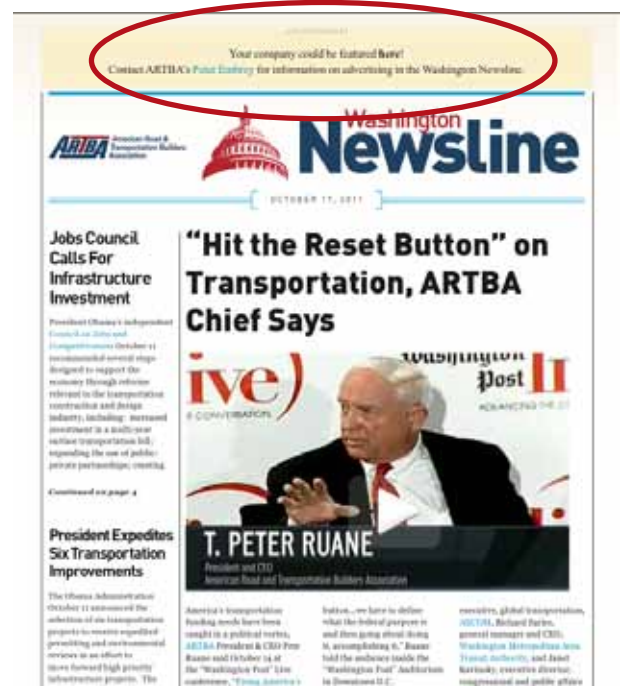 ADVERTISEMENT
Your company could be featured here!
Contact ARTBA's Peter Embrey for information on advertising in the Washington Newsline.
ARTBA
American Road &
Transportation Builders
Association
Washington
Newsline
OCTOBER 17, 2011
Jobs Council
Calls For
Infrastructure
Investment
President Obama's independent
Council on Jobs and
Competitiveness October 11
recommended several steps
designed to support the
economy through reforms
relevant to the transportation
construction and design
industry, including: increased
investment in a multi-year
surface transportation bill;
expanding the use of public-
private partnerships; creating
Continued on page 4
President Expedites
Six Transportation
Improvements
The Obama Administration
October 11 announced the
selection of six transportation
projects to receive expedited
permitting and environmental
reviews in an effort to
move forward high priority
infrastructure projects. The
"Hit the Reset Button" on
Transportation, ARTBA
Chief Says
ive)
CONVERSATION
Washington
Post
ADVANCING THE
T. PETER RUANE
President and CEO
American Road and Transportation Builders Association
America's transportation
funding needs have been
caught in a political vortex,
ARTBA President & CEO Pete
Ruane said October 14 at
the "Washington Post" Live
conference, "Fixing America's
button...we have to define
what the federal purpose is
and then going about doing
it, accomplishing it," Ruane
told the audience inside the
"Washington Post" Auditorium
in Downtown D.C.
executive, global transportation,
Richard Sarles,
general manager and CEO,
Washington Metropolitan Area
Transit Authority, and Janet
Kavinoky, executive director,
congressional and public affairs